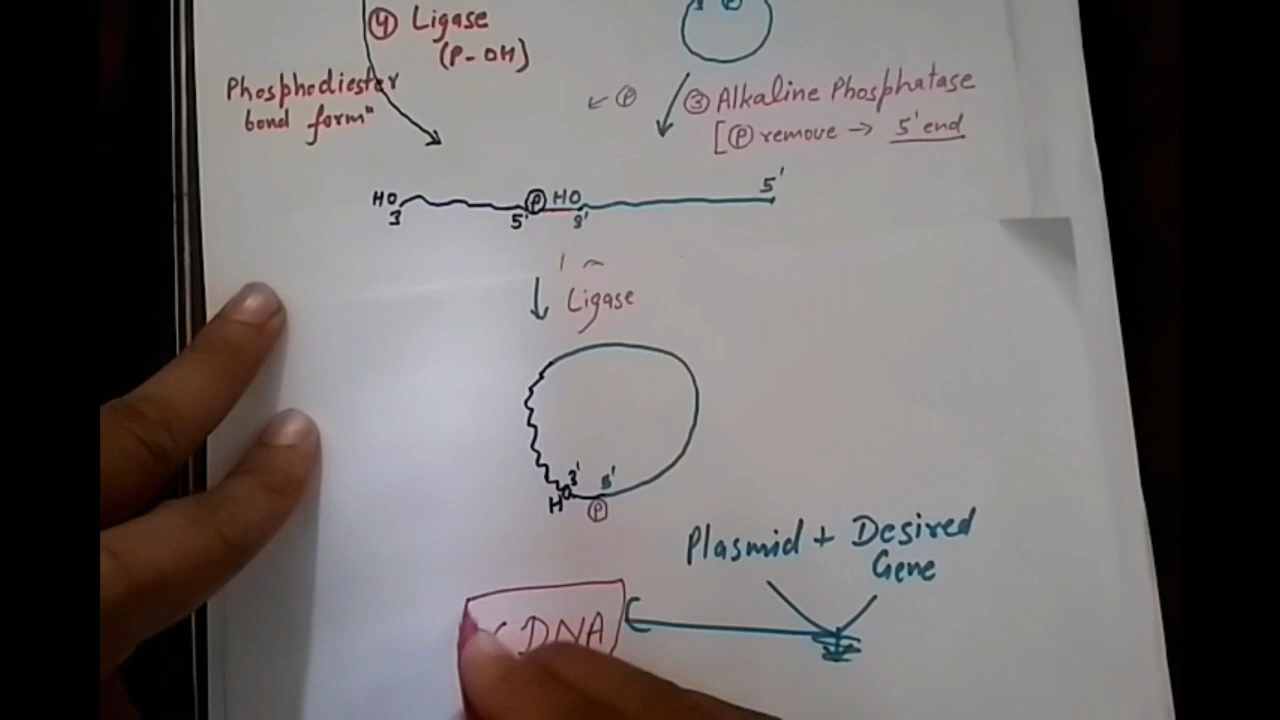 ④ Ligase
(P-OH)
Phosphodiester
bond form"
← Ⓟ
③ Alkaline Phosphatase
[Ⓟ remove → 5' end
HO
3
5'
Ⓟ
HO
3'
5'
Ligase
3'
5'
HO
Ⓟ
Plasmid + Desired
Gene
DNA